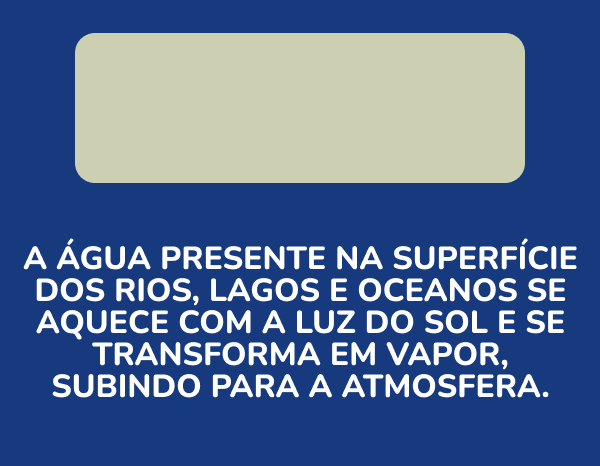 A ÁGUA PRESENTE NA SUPERFÍCIE
DOS RIOS, LAGOS E OCEANOS SE
AQUECE COM A LUZ DO SOL E SE
TRANSFORMA EM VAPOR,
SUBINDO PARA A ATMOSFERA.